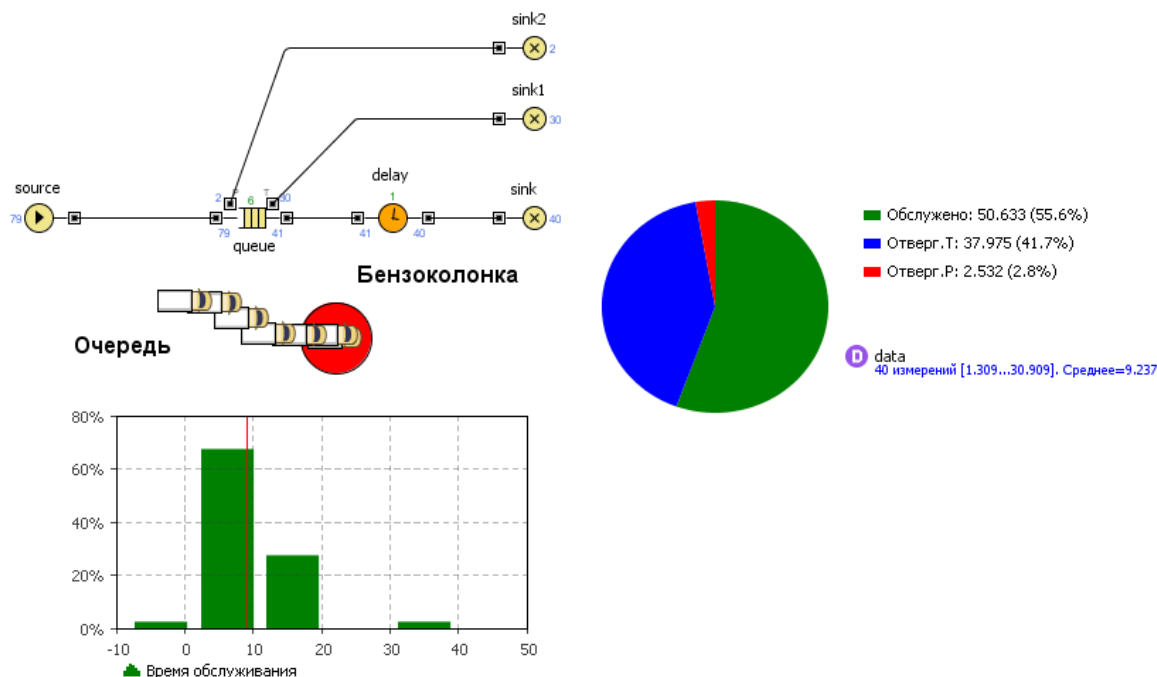 sink2
2
sink1
30
source
delay
sink
79
2
P
T
30
6
1
40
79
41
41
40
queue
Бензоколонка
Очередь
Обслужено: 50.633 (55.6%)
Отверг.Т: 37.975 (41.7%)
Отверг.Р: 2.532 (2.8%)
D data
40 измерений [1.309...30.909]. Среднее=9.237
80%
60%
40%
20%
0%
-10 0 10 20 30 40 50
Время обслуживания